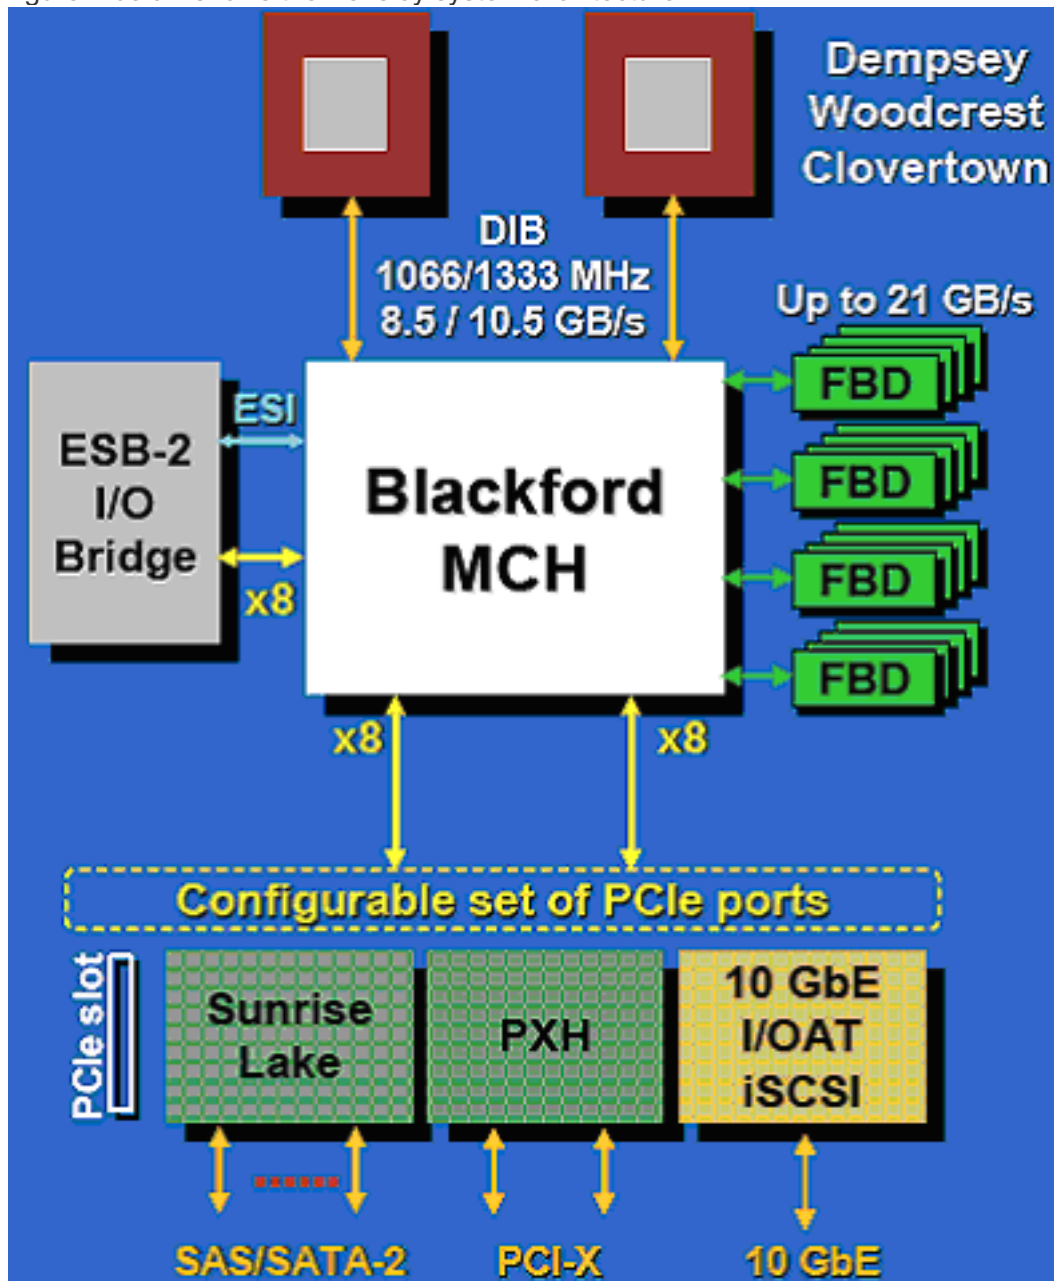 Dempsey
Woodcrest
Clovertown
DIB
1066/1333 MHz
8.5 / 10.5 GB/s
Up to 21 GB/s
FBD
FBD
FBD
FBD
ESI
ESB-2
I/O
Bridge
x8
Blackford
MCH
x8
x8
Configurable set of PCIe ports
PCIe slot
Sunrise
Lake
PXH
10 GbE
I/OAT
iSCSI
SAS/SATA-2
PCI-X
10 GbE